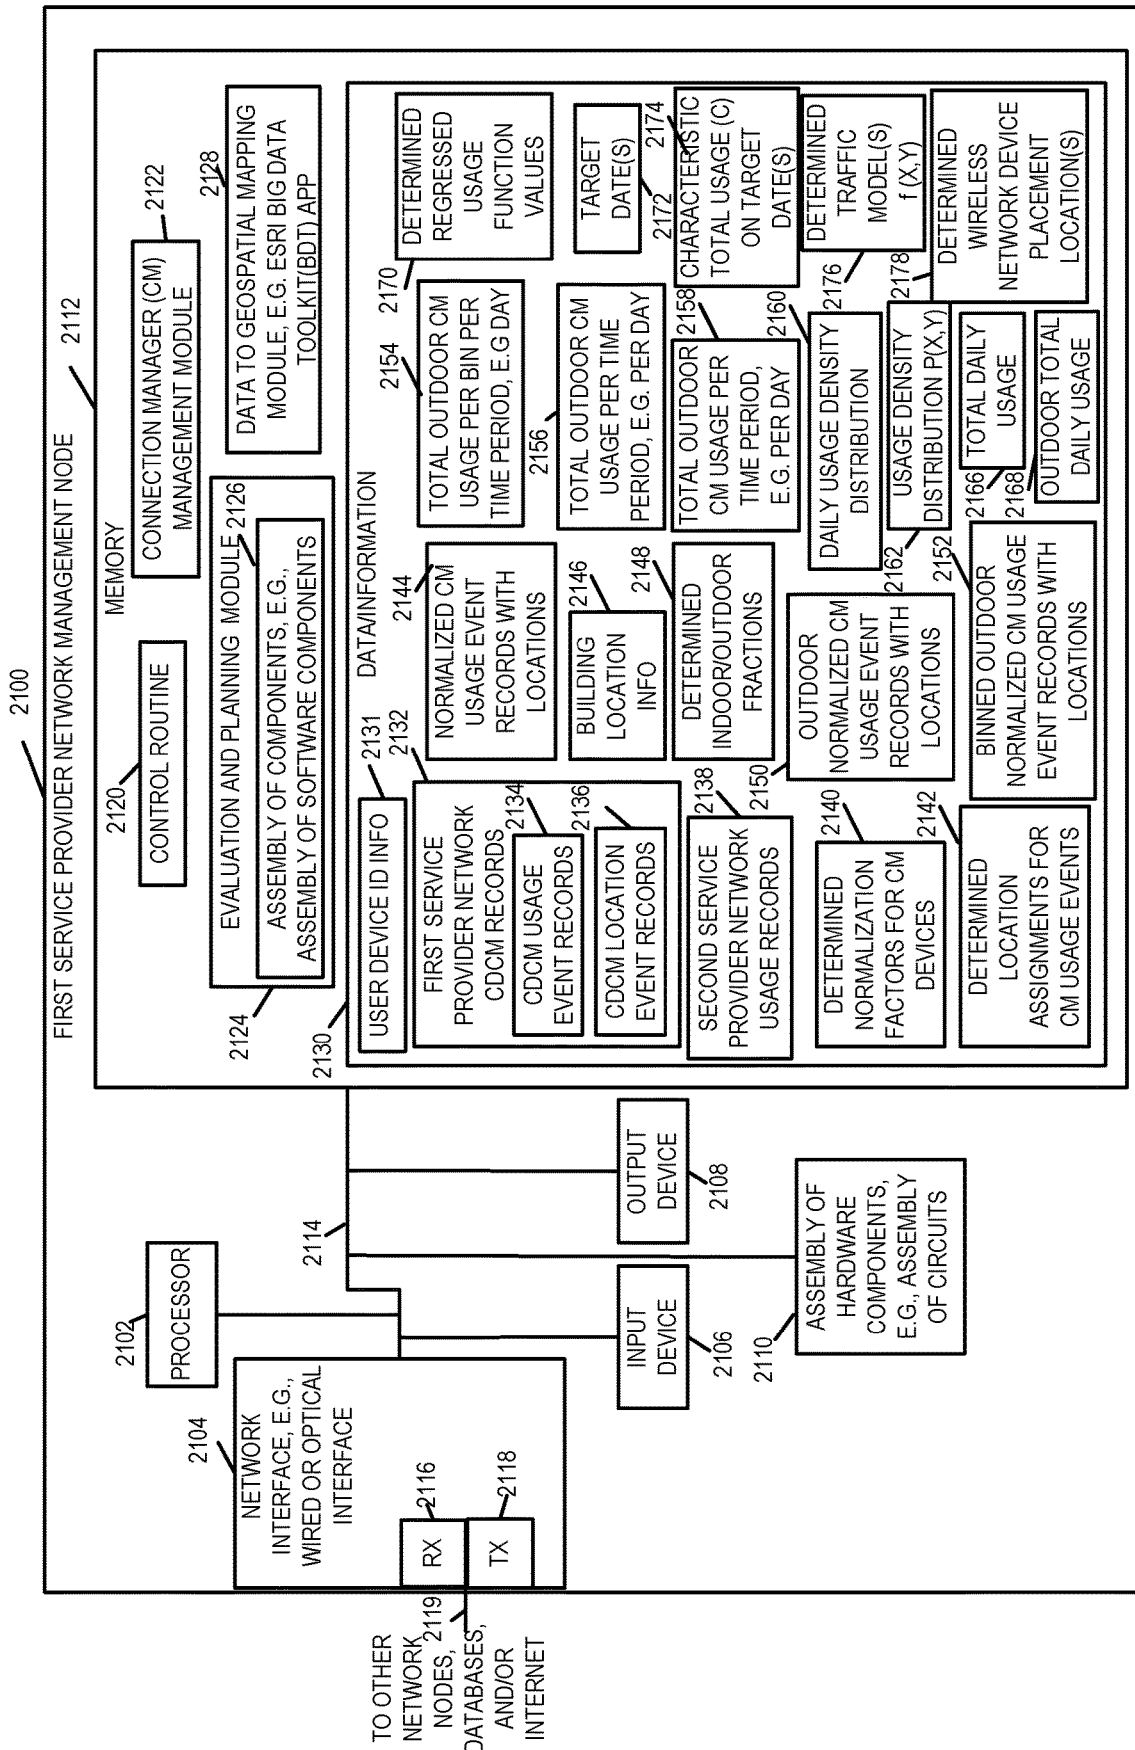 2100
FIRST SERVICE PROVIDER NETWORK MANAGEMENT NODE
2112
MEMORY
2102
PROCESSOR
2104
NETWORK
INTERFACE, E.G.,
WIRED OR OPTICAL
INTERFACE
RX
2116
TX
2118
TO OTHER
NETWORK
NODES,
DATABASES,
AND/OR
INTERNET
2119
2114
INPUT
DEVICE
2106
OUTPUT
DEVICE
2108
ASSEMBLY OF
HARDWARE
COMPONENTS,
E.G., ASSEMBLY
OF CIRCUITS
2110
2120
CONTROL ROUTINE
CONNECTION MANAGER (CM)
MANAGEMENT MODULE
2122
EVALUATION AND PLANNING MODULE
2124
2126
ASSEMBLY OF COMPONENTS, E.G.,
ASSEMBLY OF SOFTWARE COMPONENTS
DATA TO GEOSPATIAL MAPPING
MODULE, E.G. ESRI BIG DATA
TOOLKIT(BDT) APP
2128
2130
DATA/INFORMATION
USER DEVICE ID INFO
2131
2132
FIRST SERVICE
PROVIDER NETWORK
CDCM RECORDS
2134
CDCM USAGE
EVENT RECORDS
2136
CDCM LOCATION
EVENT RECORDS
2138
SECOND SERVICE
PROVIDER NETWORK
USAGE RECORDS
2140
DETERMINED
NORMALIZATION
FACTORS FOR CM
DEVICES
2142
DETERMINED
LOCATION
ASSIGNMENTS FOR
CM USAGE EVENTS
2144
NORMALIZED CM
USAGE EVENT
RECORDS WITH
LOCATIONS
2146
BUILDING
LOCATION
INFO
2148
DETERMINED
INDOOR/OUTDOOR
FRACTIONS
2150
OUTDOOR
NORMALIZED CM
USAGE EVENT
RECORDS WITH
LOCATIONS
2152
BINNED OUTDOOR
NORMALIZED CM USAGE
EVENT RECORDS WITH
LOCATIONS
2154
TOTAL OUTDOOR CM
USAGE PER BIN PER
TIME PERIOD, E.G DAY
2156
TOTAL OUTDOOR CM
USAGE PER TIME
PERIOD, E.G. PER DAY
2158
TOTAL OUTDOOR
CM USAGE PER
TIME PERIOD,
E.G. PER DAY
2160
DAILY USAGE DENSITY
DISTRIBUTION
2162
USAGE DENSITY
DISTRIBUTION P(X,Y)
2166
TOTAL DAILY
USAGE
2168
OUTDOOR TOTAL
DAILY USAGE
2170
DETERMINED
REGRESSED
USAGE
FUNCTION
VALUES
TARGET
DATE(S)
2172
2174
CHARACTERISTIC
TOTAL USAGE (C)
ON TARGET
DATE(S)
2176
DETERMINED
TRAFFIC
MODEL(S)
f (X,Y)
2178
DETERMINED
WIRELESS
NETWORK DEVICE
PLACEMENT
LOCATION(S)